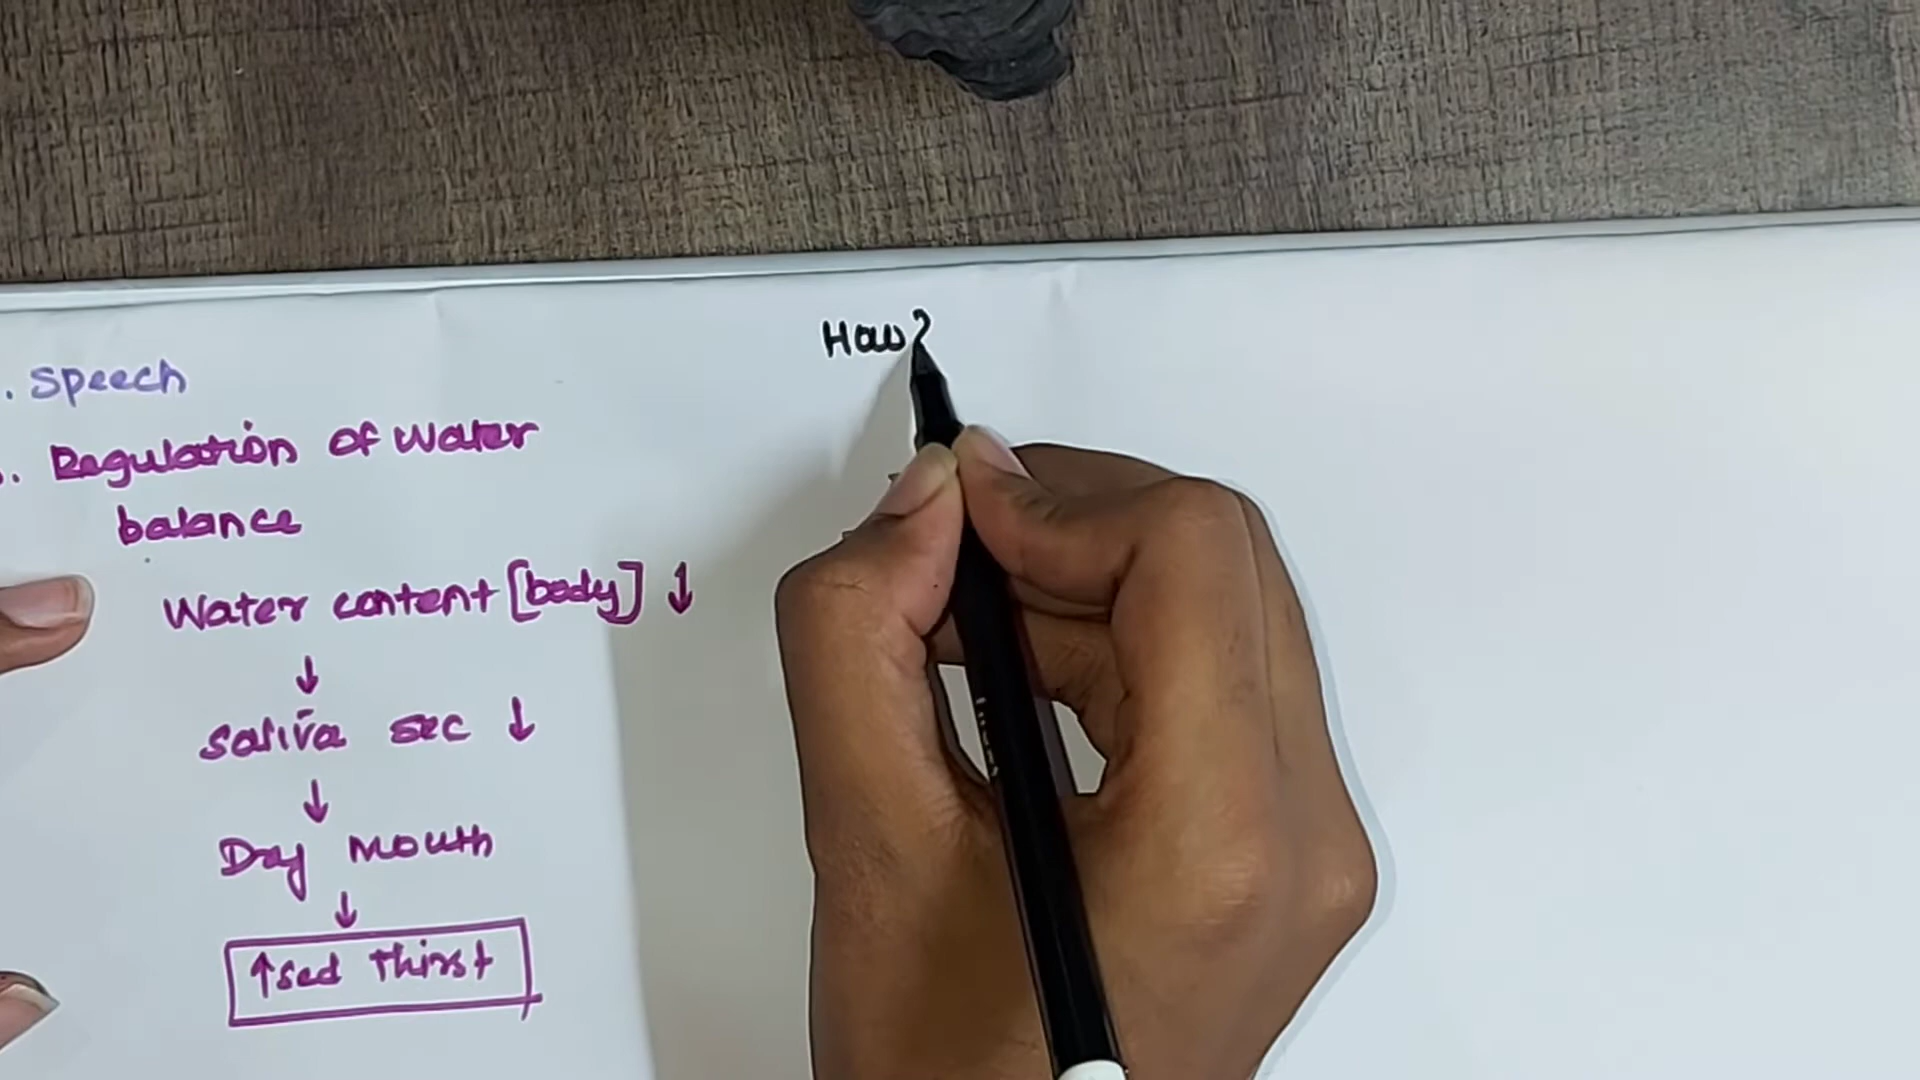 . Speech
. Regulation of water
balance
Water content [body] ↓
↓
saliva sec ↓
↓
Dry mouth
↓
↑sed thirst
How?